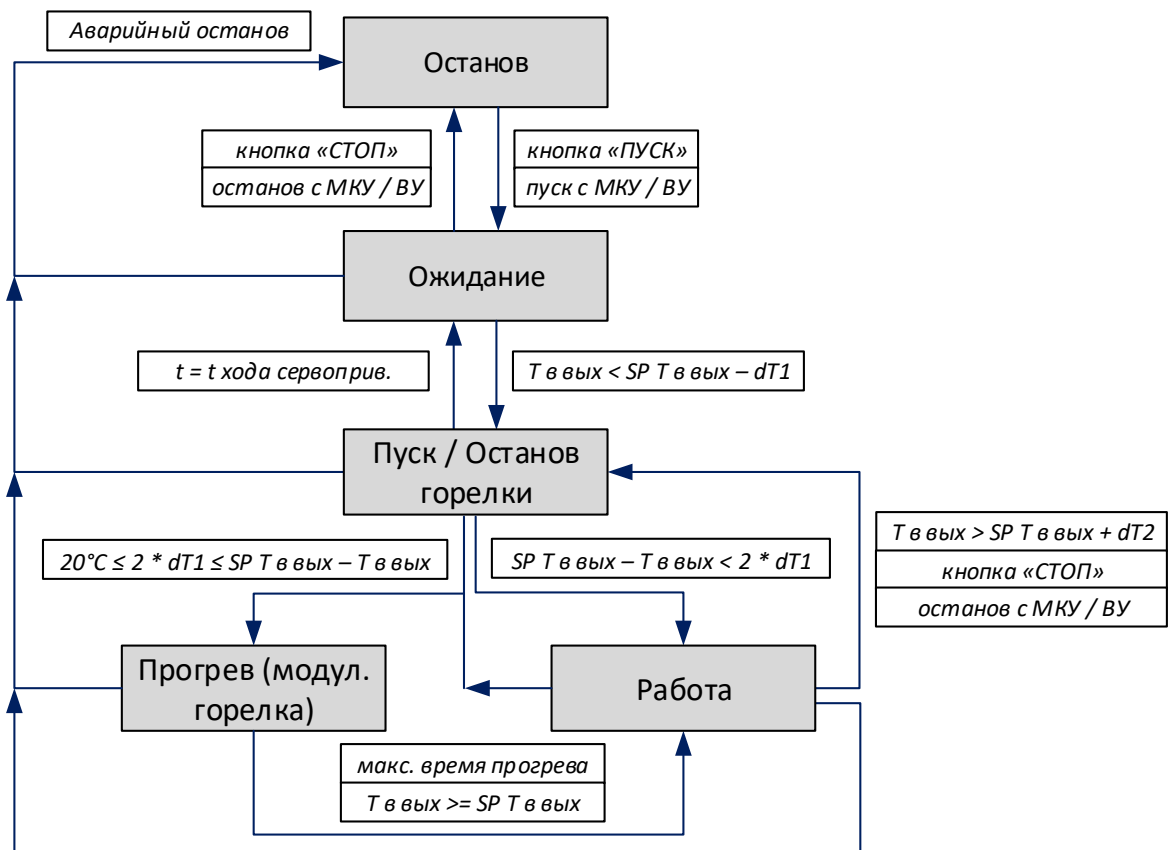 Аварийный останов
Останов
кнопка «СТОП»
останов с МКУ / ВУ
кнопка «ПУСК»
пуск с МКУ / ВУ
Ожидание
t = t хода сервоприв.
Т в вых < SP Т в вых – dT1
Пуск / Останов
горелки
20°C ≤ 2 * dT1 ≤ SP Т в вых – Т в вых
SP Т в вых – Т в вых < 2 * dT1
Т в вых > SP Т в вых + dT2
кнопка «СТОП»
останов с МКУ / ВУ
Прогрев (модул.
горелка)
Работа
макс. время прогрева
Т в вых >= SP Т в вых